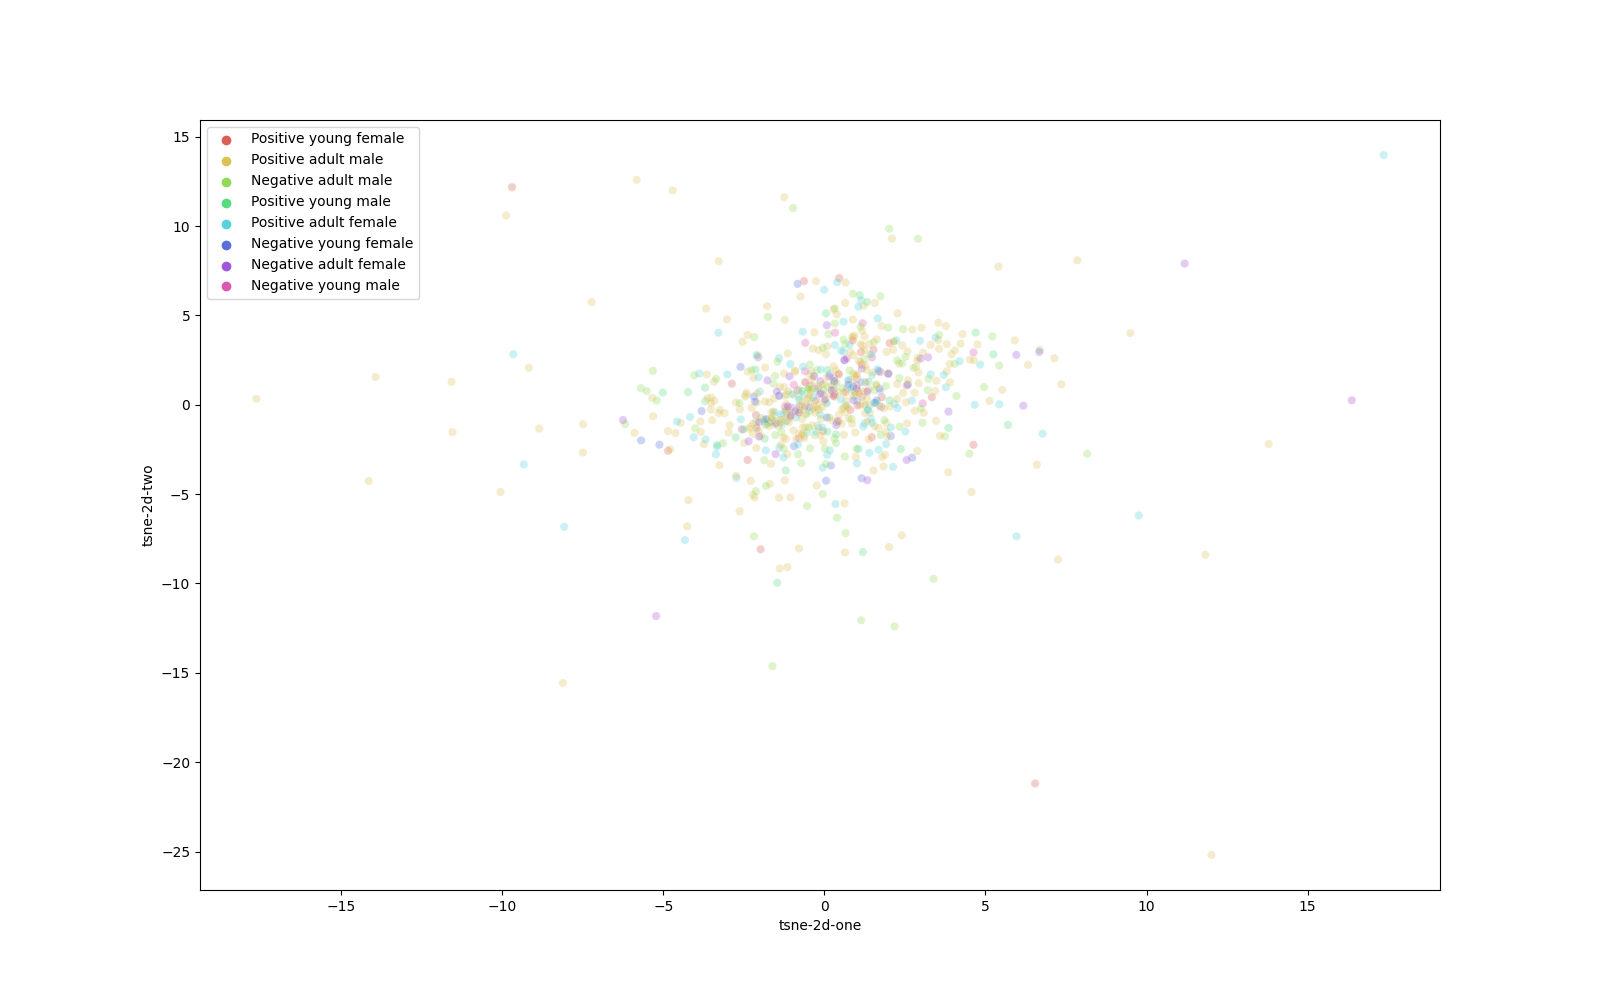 Positive young female
Positive adult male
Negative adult male
Positive young male
Positive adult female
Negative young female
Negative adult female
Negative young male
15
10
5
0
−5
−10
−15
−20
−25
tsne-2d-two
−15
−10
−5
0
5
10
15
tsne-2d-one